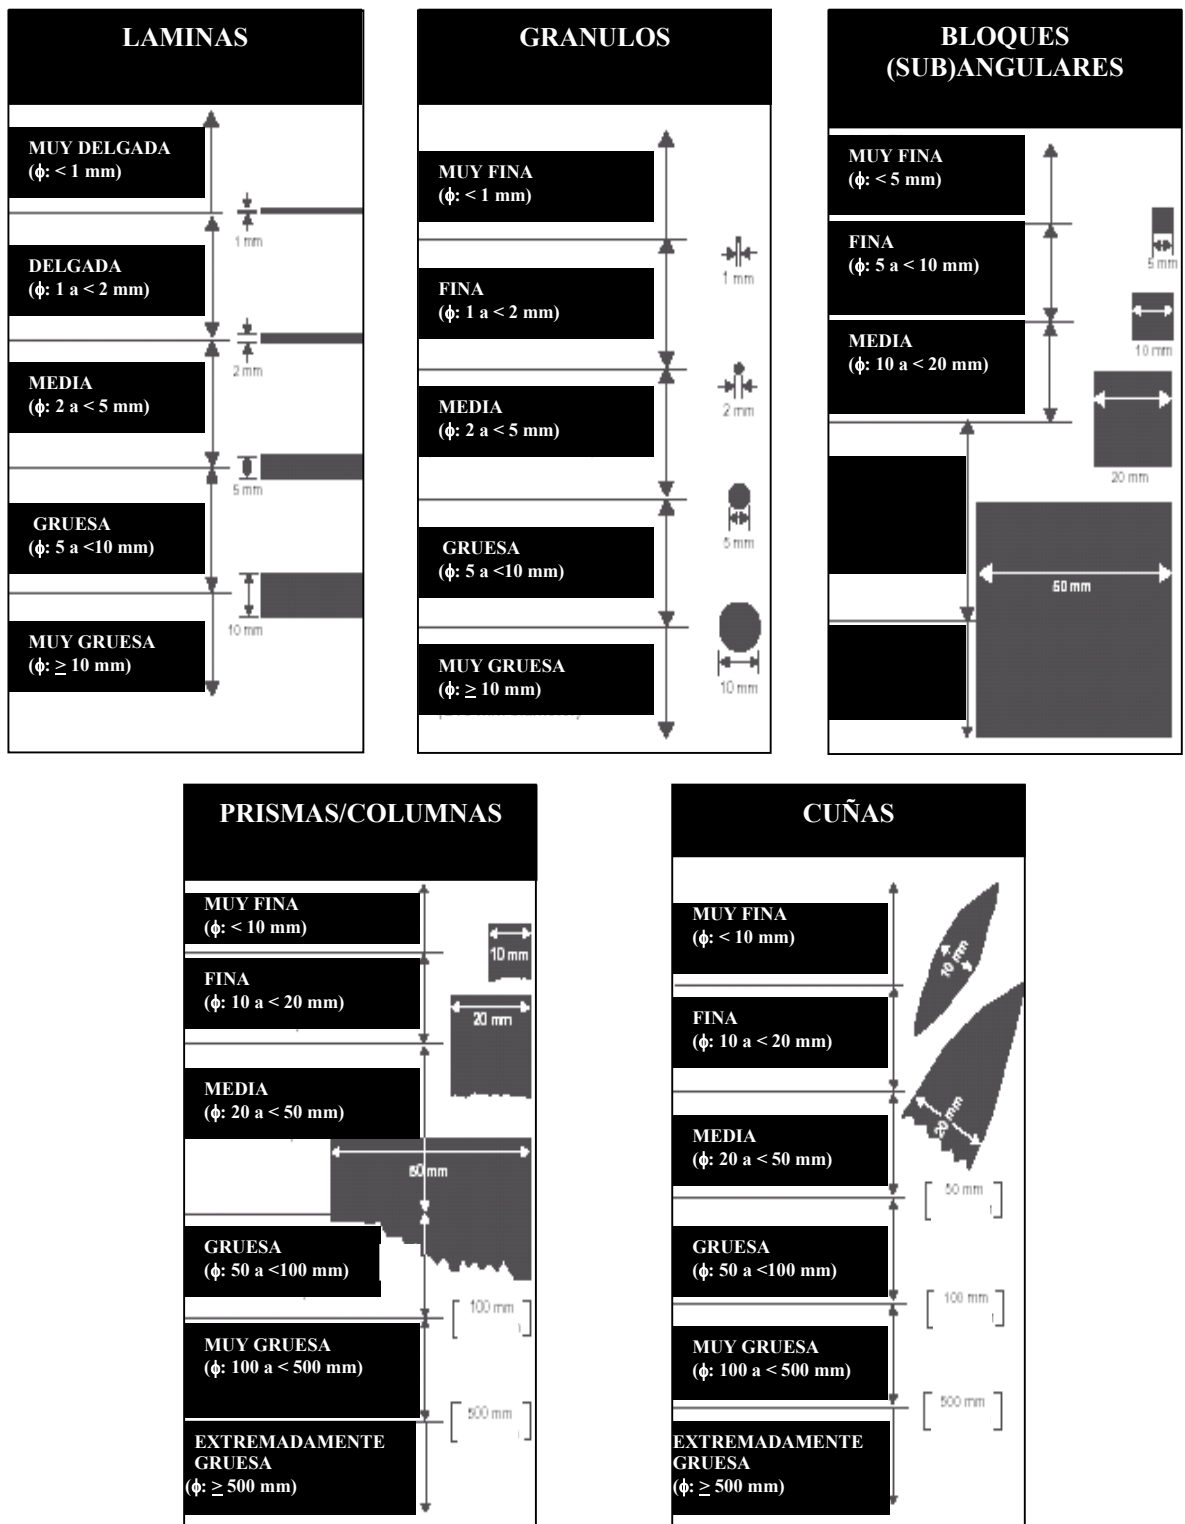 LAMINAS
MUY DELGADA
(ϕ: < 1 mm)
1 mm
DELGADA
(ϕ: 1 a < 2 mm)
2 mm
MEDIA
(ϕ: 2 a < 5 mm)
5 mm
GRUESA
(ϕ: 5 a <10 mm)
10 mm
MUY GRUESA
(ϕ: ≥ 10 mm)
GRANULOS
MUY FINA
(ϕ: < 1 mm)
1 mm
FINA
(ϕ: 1 a < 2 mm)
2 mm
MEDIA
(ϕ: 2 a < 5 mm)
5 mm
GRUESA
(ϕ: 5 a <10 mm)
10 mm
MUY GRUESA
(ϕ: ≥ 10 mm)
BLOQUES
(SUB)ANGULARES
MUY FINA
(ϕ: < 5 mm)
5 mm
FINA
(ϕ: 5 a < 10 mm)
10 mm
MEDIA
(ϕ: 10 a < 20 mm)
20 mm
50 mm
PRISMAS/COLUMNAS
MUY FINA
(ϕ: < 10 mm)
10 mm
FINA
(ϕ: 10 a < 20 mm)
20 mm
MEDIA
(ϕ: 20 a < 50 mm)
50 mm
GRUESA
(ϕ: 50 a <100 mm)
100 mm
MUY GRUESA
(ϕ: 100 a < 500 mm)
500 mm
EXTREMADAMENTE
GRUESA
(ϕ: ≥ 500 mm)
CUÑAS
MUY FINA
(ϕ: < 10 mm)
10 mm
FINA
(ϕ: 10 a < 20 mm)
20 mm
MEDIA
(ϕ: 20 a < 50 mm)
50 mm
GRUESA
(ϕ: 50 a <100 mm)
100 mm
MUY GRUESA
(ϕ: 100 a < 500 mm)
500 mm
EXTREMADAMENTE
GRUESA
(ϕ: ≥ 500 mm)